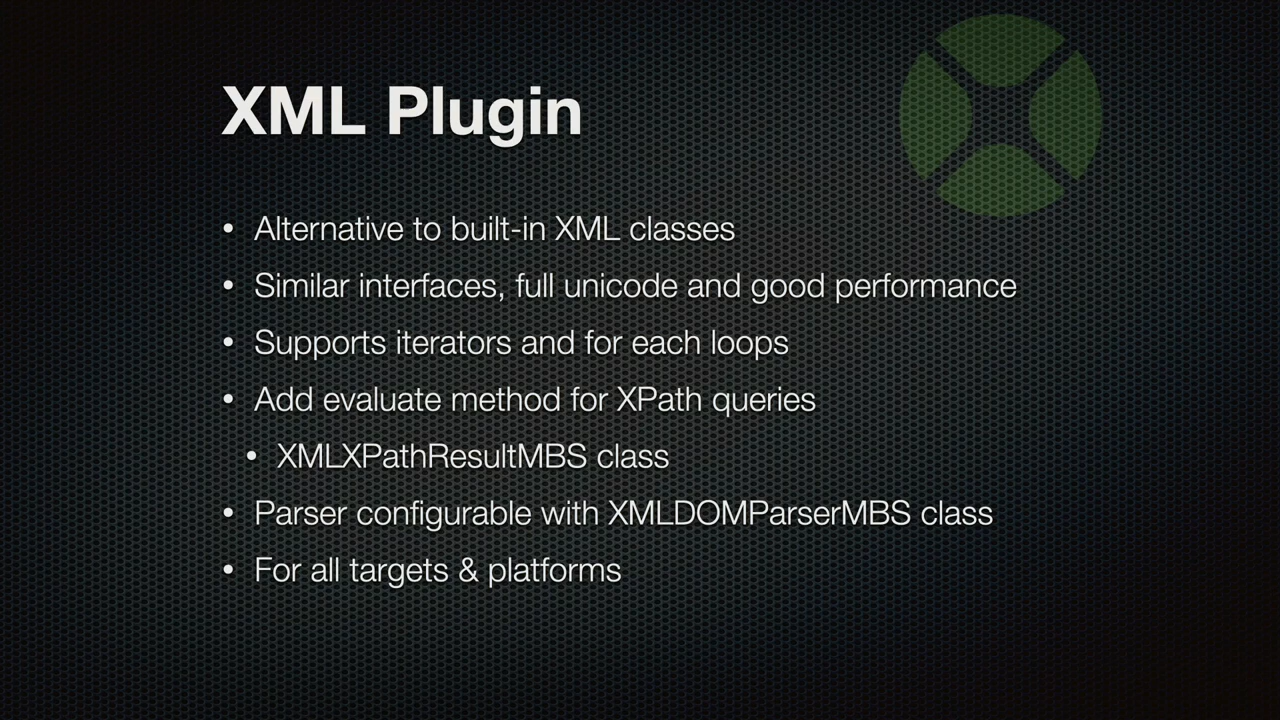 XML Plugin
• Alternative to built-in XML classes
• Similar interfaces, full unicode and good performance
• Supports iterators and for each loops
• Add evaluate method for XPath queries
• XMLXPathResultMBS class
• Parser configurable with XMLDOMParserMBS class
• For all targets & platforms